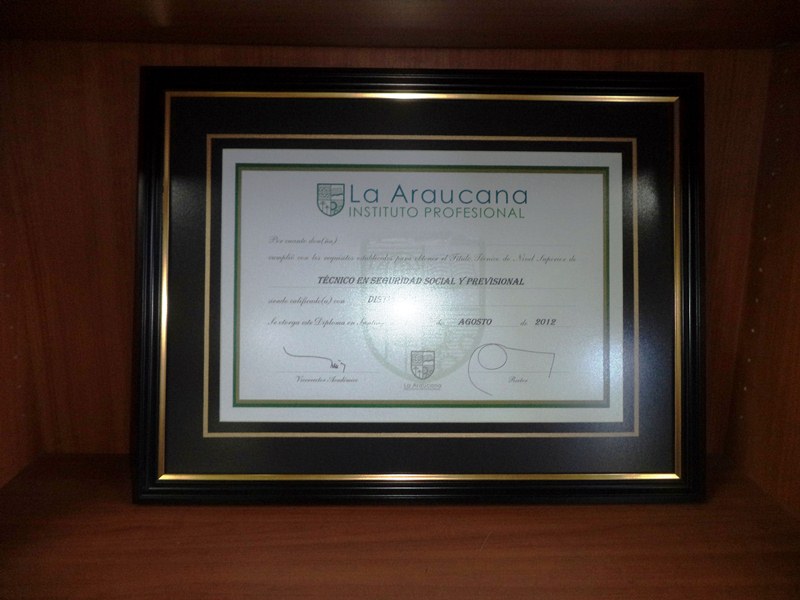 La Araucana
INSTITUTO PROFESIONAL
Por cuanto don(ña)
cumplió con los requisitos establecidos para obtener el Título Técnico de Nivel Superior de
TÉCNICO EN SEGURIDAD SOCIAL Y PREVISIONAL
siendo calificado(a) con
Se otorga este Diploma en de AGOSTO de 2012
Vicerrector Académico
Rector
La Araucana